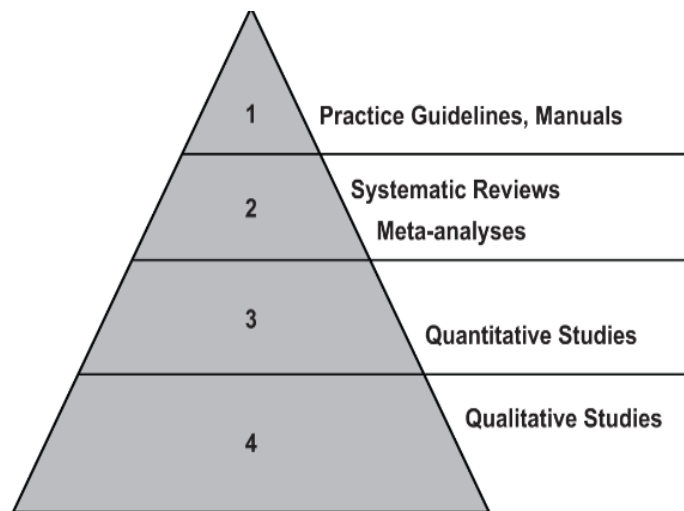 1 Practice Guidelines, Manuals
2 Systematic Reviews
Meta-analyses
3 Quantitative Studies
4 Qualitative Studies